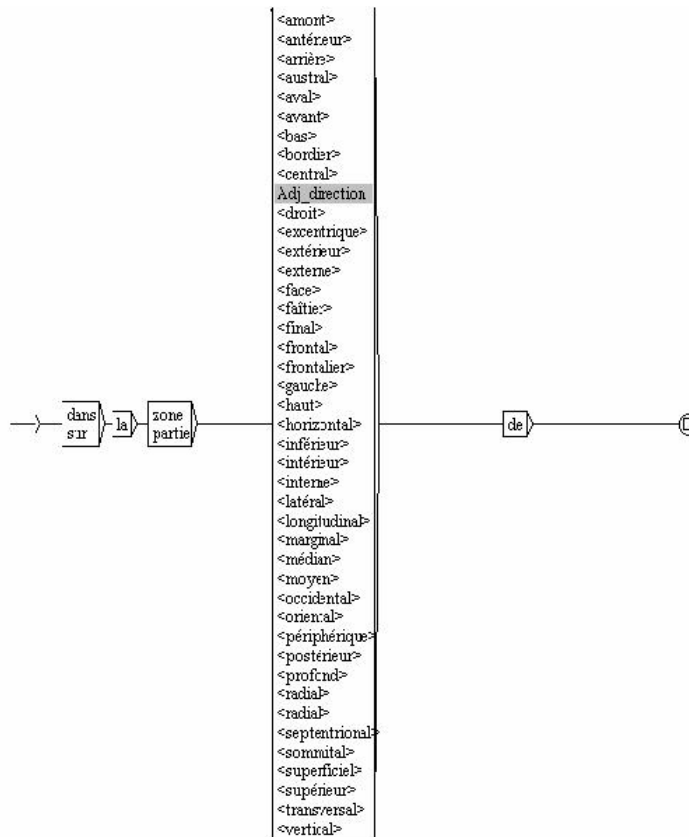 dans
sur
la
zone
partie
<amont>
<antérieur>
<arrière>
<austral>
<aval>
<avant>
<bas>
<bordier>
<central>
Adj_direction
<droit>
<excentrique>
<extérieur>
<externe>
<face>
<faîtier>
<final>
<frontal>
<frontalier>
<gauche>
<haut>
<horizontal>
<inférieur>
<intérieur>
<interne>
<latéral>
<longitudinal>
<marginal>
<médian>
<moyen>
<occidental>
<oriental>
<périphérique>
<postérieur>
<profond>
<radial>
<radial>
<septentrional>
<sommital>
<superficiel>
<supérieur>
<transversal>
<vertical>
de